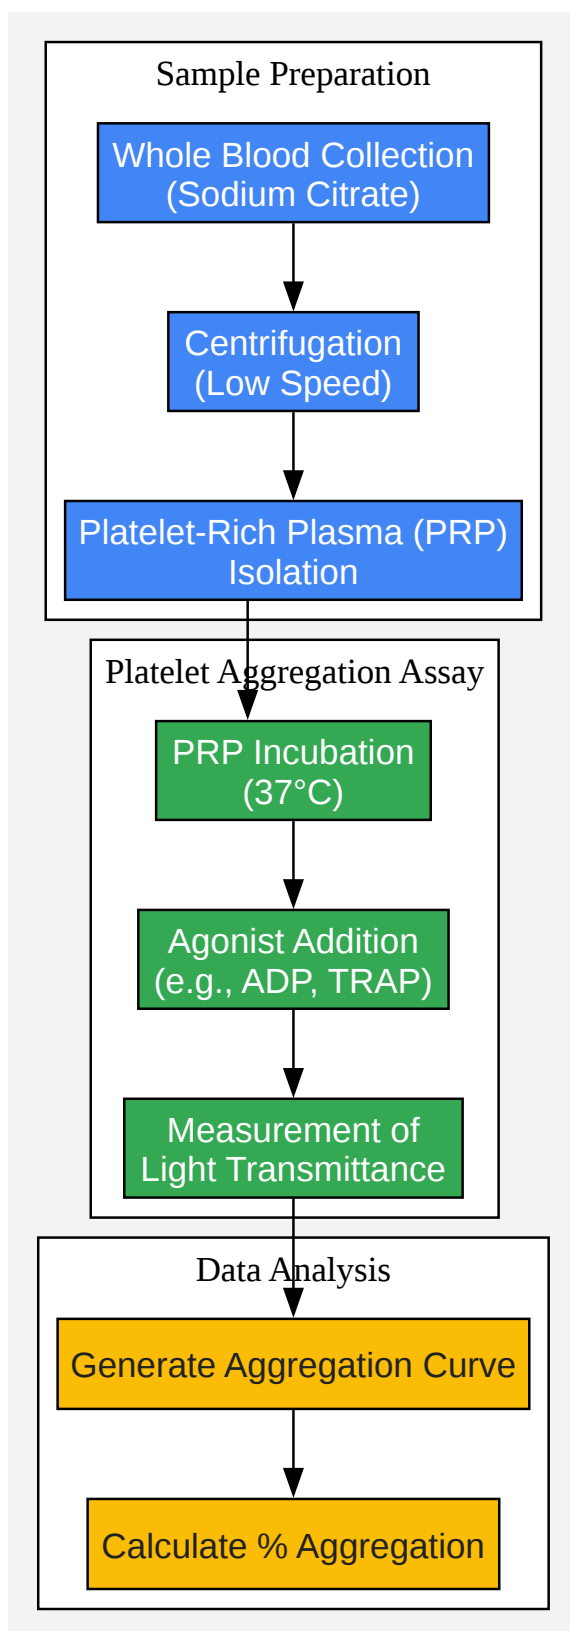 Sample Preparation
Whole Blood Collection
(Sodium Citrate)
Centrifugation
(Low Speed)
Platelet-Rich Plasma (PRP)
Isolation
Platelet Aggregation Assay
PRP Incubation
(37°C)
Agonist Addition
(e.g., ADP, TRAP)
Measurement of
Light Transmittance
Data Analysis
Generate Aggregation Curve
Calculate % Aggregation